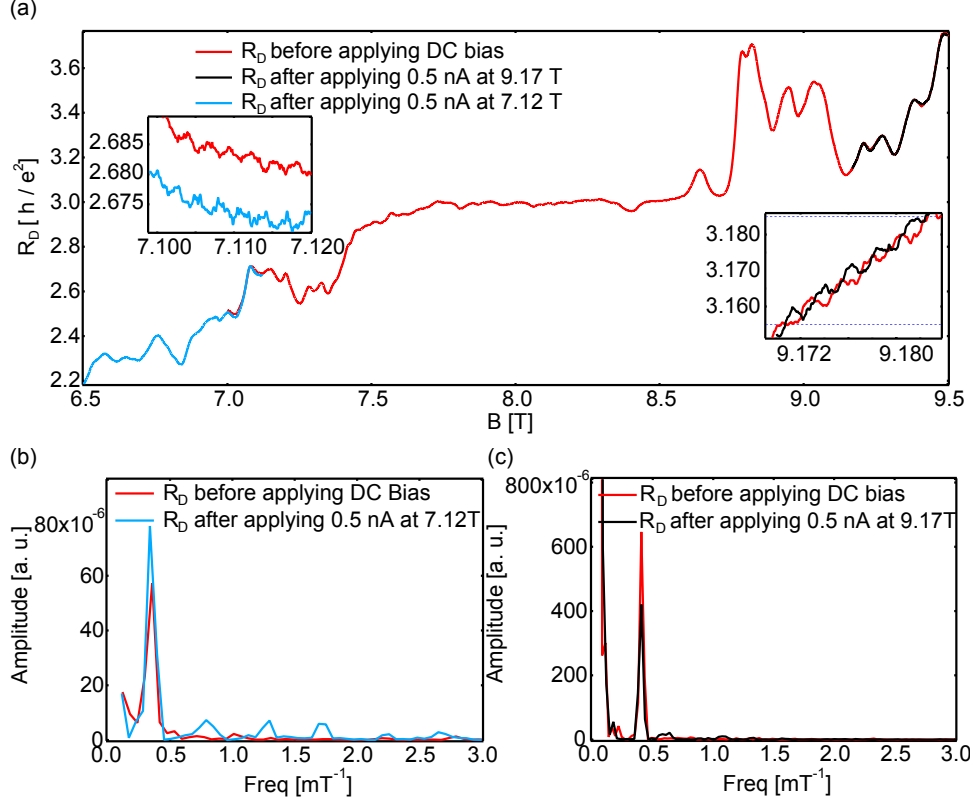 (a)
R_D [ h / e²]
3.6
3.4
3.2
3.0
2.8
2.6
2.4
2.2
R_D before applying DC bias
R_D after applying 0.5 nA at 9.17 T
R_D after applying 0.5 nA at 7.12 T
2.685
2.680
2.675
7.100 7.110 7.120
3.180
3.170
3.160
9.172 9.180
6.5 7.0 7.5 8.0 8.5 9.0 9.5
B [T]
(b)
Amplitude [a. u.]
80x10⁻⁶
60
40
20
0
R_D before applying DC Bias
R_D after applying 0.5 nA at 7.12T
0.0 0.5 1.0 1.5 2.0 2.5 3.0
Freq [mT⁻¹]
(c)
Amplitude [a. u.]
800x10⁻⁶
600
400
200
0
R_D before applying DC bias
R_D after applying 0.5 nA at 9.17T
0.0 0.5 1.0 1.5 2.0 2.5 3.0
Freq [mT⁻¹]